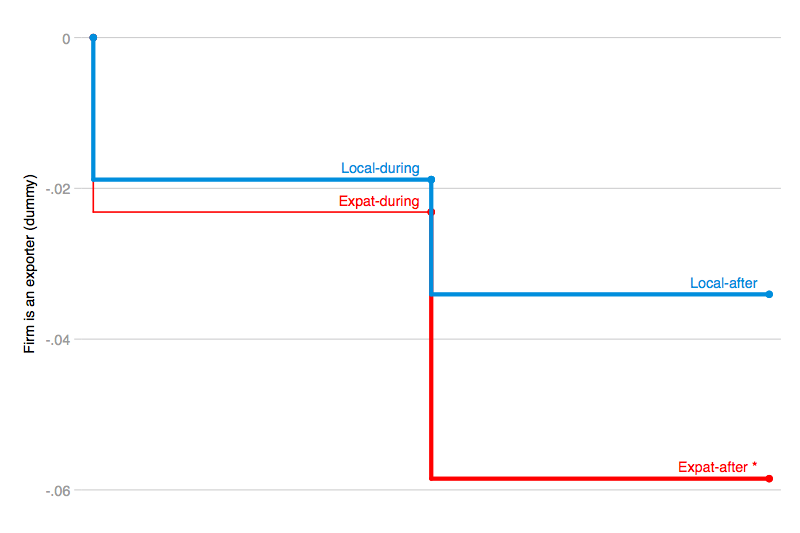 0
Local-during
-.02
Expat-during
Firm is an exporter (dummy)
Local-after
-.04
Expat-after *
-.06